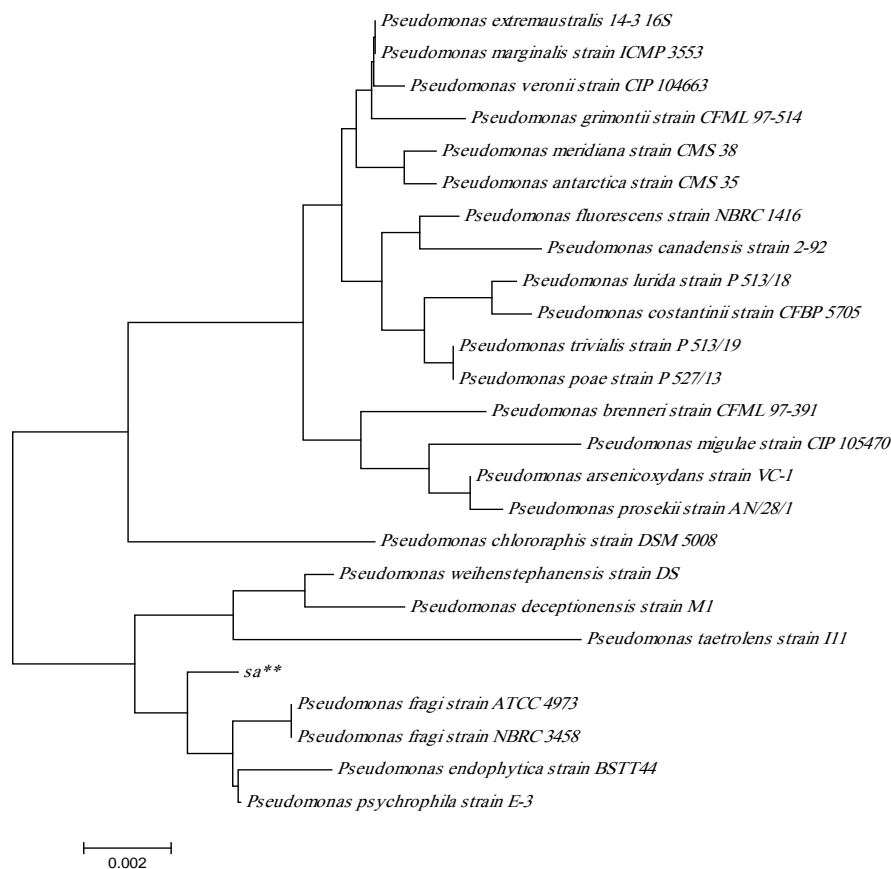 Pseudomonas extremaustralis 14-3 16S
Pseudomonas marginalis strain ICMP 3553
Pseudomonas veronii strain CIP 104663
Pseudomonas grimontii strain CFML 97-514
Pseudomonas meridiana strain CMS 38
Pseudomonas antarctica strain CMS 35
Pseudomonas fluorescens strain NBRC 1416
Pseudomonas canadensis strain 2-92
Pseudomonas lurida strain P 513/18
Pseudomonas costantinii strain CFBP 5705
Pseudomonas trivialis strain P 513/19
Pseudomonas poae strain P 527/13
Pseudomonas brenneri strain CFML 97-391
Pseudomonas migulae strain CIP 105470
Pseudomonas arsenicoxydans strain VC-1
Pseudomonas prosekii strain AN/28/1
Pseudomonas chlororaphis strain DSM 5008
Pseudomonas weihenstephanensis strain DS
Pseudomonas deceptionensis strain M1
Pseudomonas taetrolens strain I11
sa**
Pseudomonas fragi strain ATCC 4973
Pseudomonas fragi strain NBRC 3458
Pseudomonas endophytica strain BSTT44
Pseudomonas psychrophila strain E-3
0.002